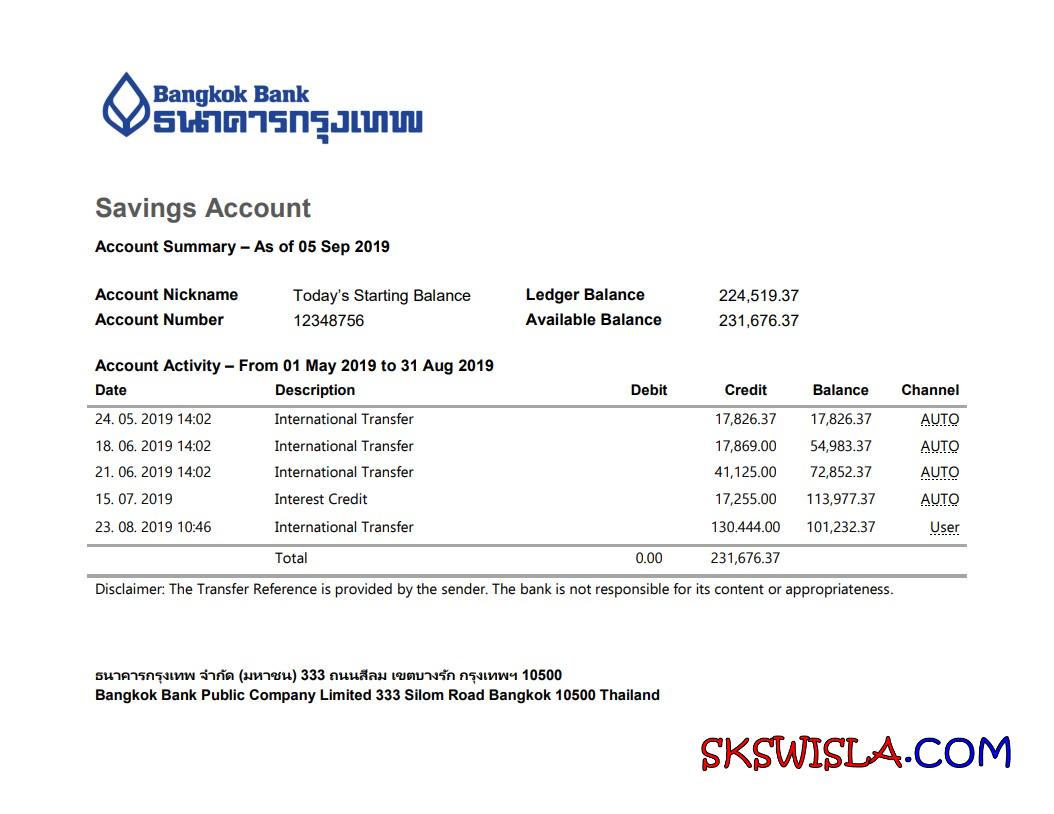 Bangkok Bank
ธนาคารกรุงเทพ
Savings Account
Account Summary – As of 05 Sep 2019
Account Nickname Today's Starting Balance Ledger Balance 224,519.37
Account Number 12348756 Available Balance 231,676.37
Account Activity – From 01 May 2019 to 31 Aug 2019
Date Description Debit Credit Balance Channel
24. 05. 2019 14:02 International Transfer 17,826.37 17,826.37 AUTO
18. 06. 2019 14:02 International Transfer 17,869.00 54,983.37 AUTO
21. 06. 2019 14:02 International Transfer 41,125.00 72,852.37 AUTO
15. 07. 2019 Interest Credit 17,255.00 113,977.37 AUTO
23. 08. 2019 10:46 International Transfer 130.444.00 101,232.37 User
Total 0.00 231,676.37
Disclaimer: The Transfer Reference is provided by the sender. The bank is not responsible for its content or appropriateness.
ธนาคารกรุงเทพ จำกัด (มหาชน) 333 ถนนสีลม เขตบางรัก กรุงเทพฯ 10500
Bangkok Bank Public Company Limited 333 Silom Road Bangkok 10500 Thailand
SKSWISLA.COM